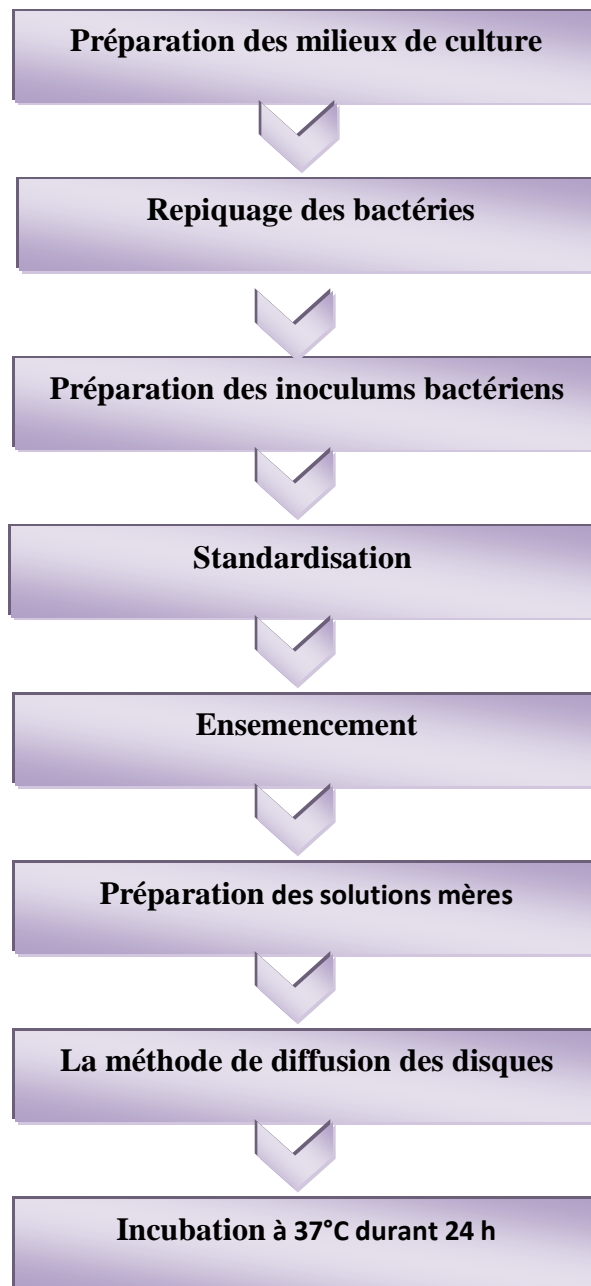 Préparation des milieux de culture
Repiquage des bactéries
Préparation des inoculums bactériens
Standardisation
Ensemencement
Préparation des solutions mères
La méthode de diffusion des disques
Incubation à 37°C durant 24 h